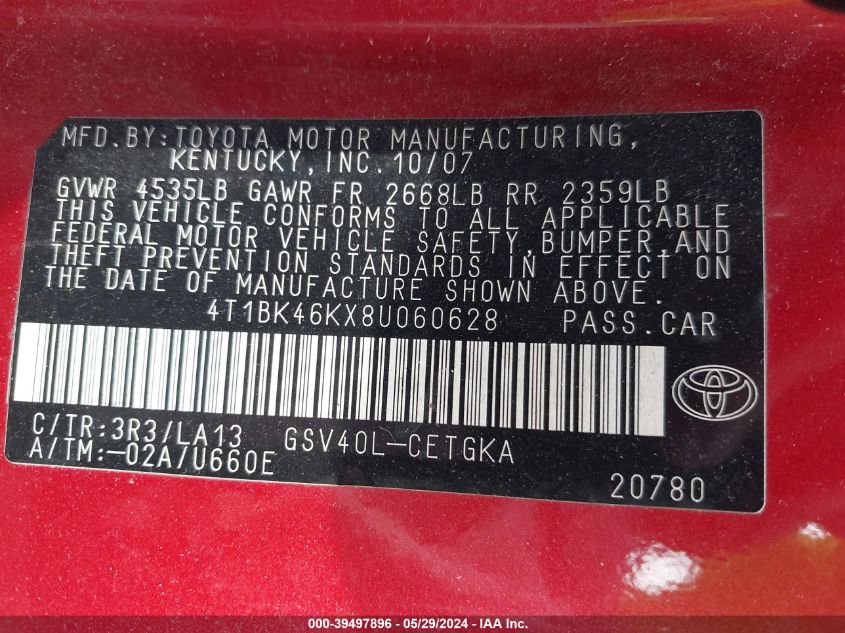 MFD.BY:TOYOTA MOTOR MANUFACTURING,
KENTUCKY,INC.10/07
GVWR 4535LB GAWR FR 2668LB RR 2359LB
THIS VEHICLE CONFORMS TO ALL APPLICABLE
FEDERAL MOTOR VEHICLE SAFETY,BUMPER,AND
THEFT PREVENTION STANDARDS IN EFFECT ON
THE DATE OF MANUFACTURE SHOWN ABOVE.
4T1BK46KX8U060628 PASS.CAR
C/TR:3R3/LA13 GSV40L-CETGKA
A/TM:-02A/U660E
20780
000-39497896 - 05/29/2024 - IAA Inc.